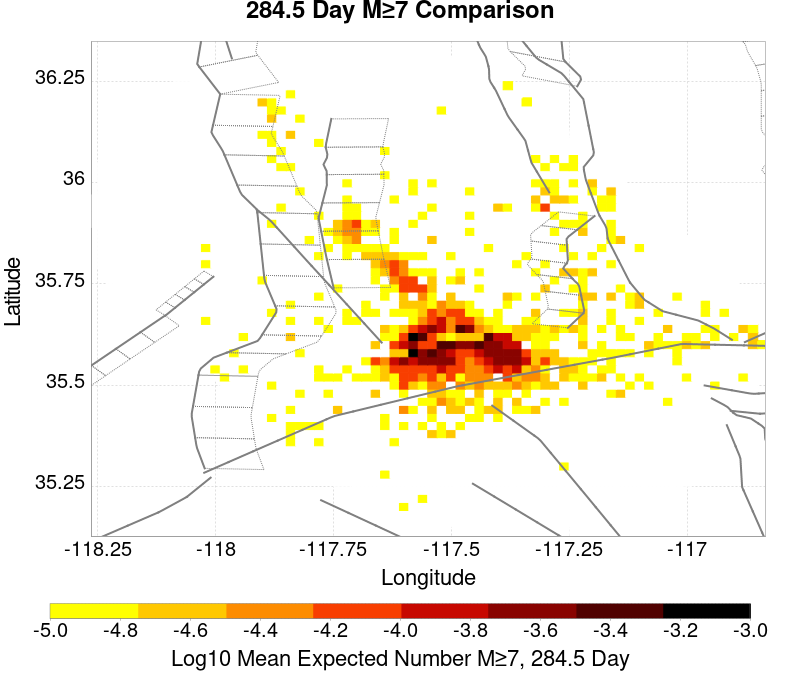 284.5 Day M≥7 Comparison
36.25
36
35.75
35.5
35.25
Latitude
-118.25 -118 -117.75 -117.5 -117.25 -117
Longitude
-5.0 -4.8 -4.6 -4.4 -4.2 -4.0 -3.8 -3.6 -3.4 -3.2 -3.0
Log10 Mean Expected Number M≥7, 284.5 Day